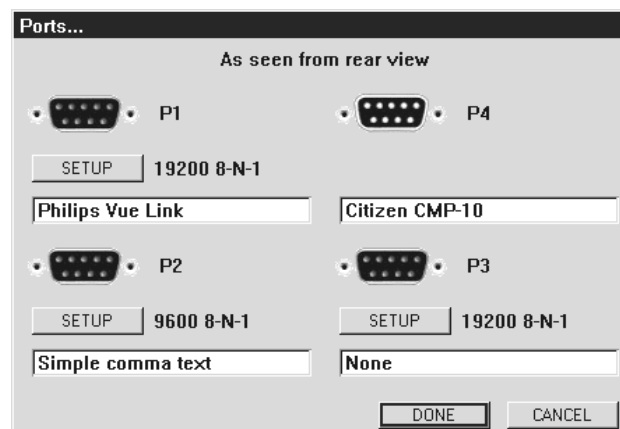 Ports...
As seen from rear view
P1 P4
SETUP 19200 8-N-1
Philips Vue Link Citizen CMP-10
P2 P3
SETUP 9600 8-N-1 SETUP 19200 8-N-1
Simple comma text None
DONE CANCEL